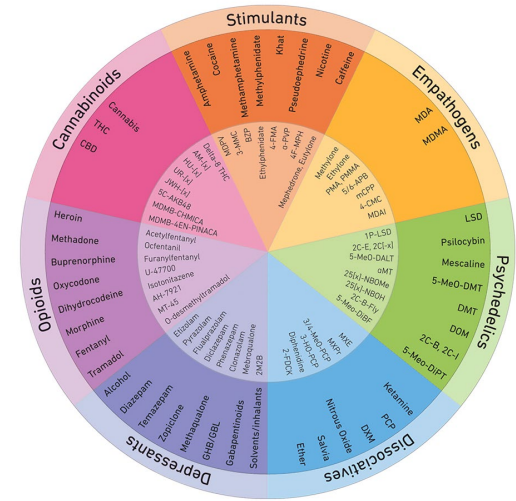 Stimulants
Amphetamine
Cocaine
Methamphetamine
Methylphenidate
Khat
Pseudoephedrine
Nicotine
Caffeine
MDPV
3-MMC
BZP
Ethylphenidate
4-FMA
α-PVP
4F-MPH
Mephedrone, Eutylone
Empathogens
MDA
MDMA
Methylone
Ethylone
PMA, PMMA
5/6-APB
mCPP
4-CMC
MDAI
Psychedelics
LSD
Psilocybin
Mescaline
5-MeO-DMT
DMT
DOM
2C-B, 2C-I
5-Meo-DiPT
1P-LSD
2C-E, 2C[-x]
5-MeO-DALT
αMT
25[x]-NBOMe
25[x]-NBOH
2C-B-Fly
5-Meo-DiBF
Dissociatives
Ketamine
PCP
DXM
Nitrous Oxide
Salvia
Ether
MXE
MXPr
3/4-MeO-PCP
3-HO-PCP
Diphenidine
2-FDCK
Depressants
Alcohol
Diazepam
Temazepam
Zopiclone
Methaqualone
GHB/GBL
Gabapentinoids
Solvents/inhalants
Etizolam
Pyrazolam
Flualprazolam
Diclazepam
Phenazepam
Clonazolam
Mebroqualone
2M2B
Opioids
Heroin
Methadone
Buprenorphine
Oxycodone
Dihydrocodeine
Morphine
Fentanyl
Tramadol
Acetylfentanyl
Ocfentanil
Furanylfentanyl
U-47700
Isotonitazene
AH-7921
MT-45
O-desmethyltramadol
Cannabinoids
Cannabis
THC
CBD
Delta-8 THC
AM-[x]
HU-[x]
UR-[x]
JWH-[x]
5C-AKB48
MDMB-CHMICA
MDMB-4EN-PINACA